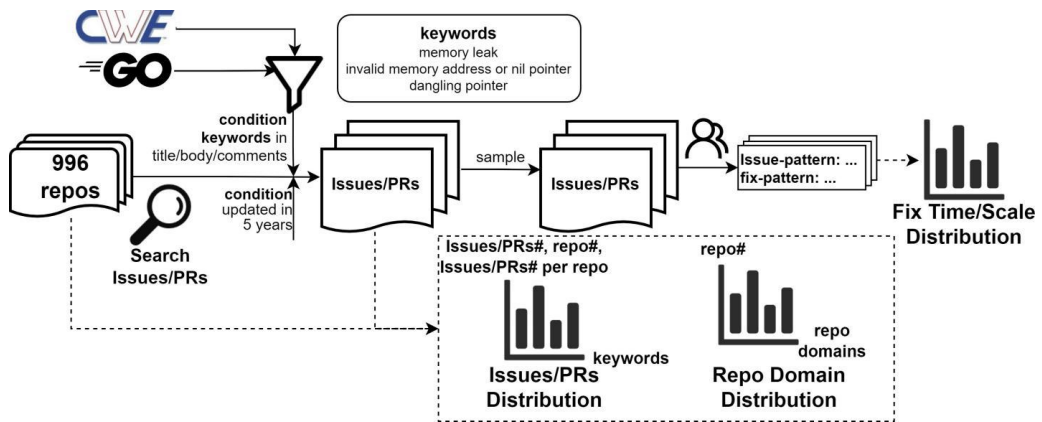 CWE
GO
keywords
memory leak
invalid memory address or nil pointer
dangling pointer
condition
keywords in
title/body/comments
996
repos
Issues/PRs
sample
Issues/PRs
Issue-pattern: ...
fix-pattern: ...
condition
updated in
5 years
Search
Issues/PRs
Fix Time/Scale
Distribution
Issues/PRs#, repo#,
Issues/PRs# per repo
keywords
Issues/PRs
Distribution
repo#
repo
domains
Repo Domain
Distribution